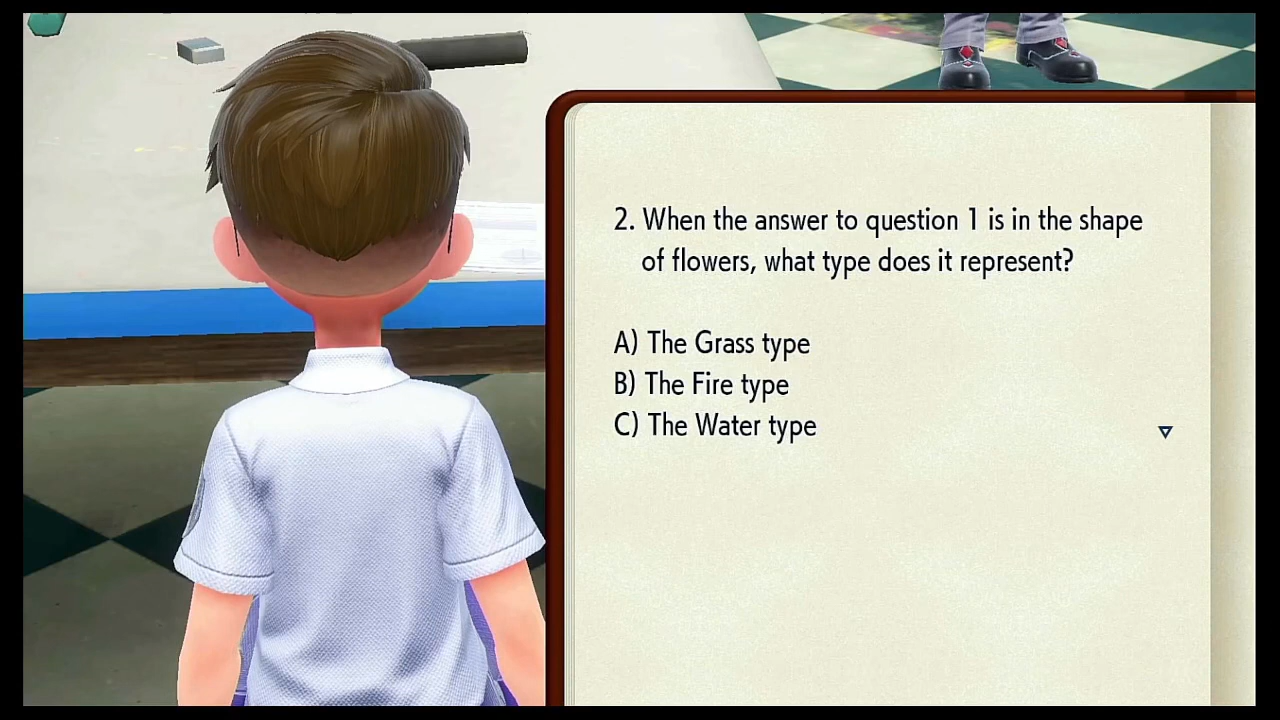 2. When the answer to question 1 is in the shape
of flowers, what type does it represent?
A) The Grass type
B) The Fire type
C) The Water type